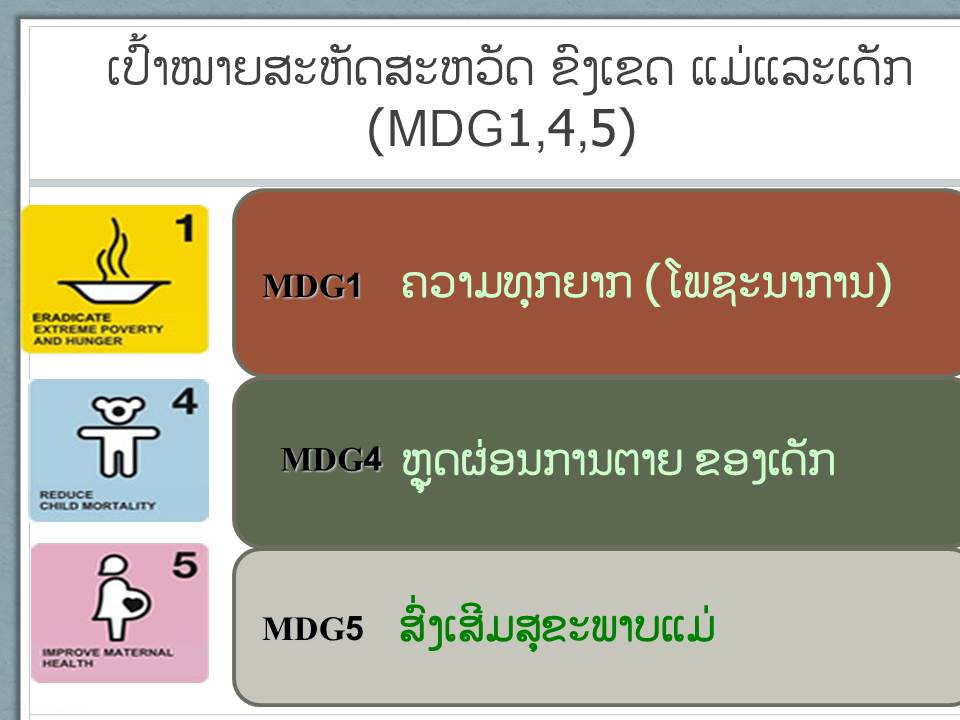 ເປົ້າໝາຍສະຫັດສະຫວັດ ຂົງເຂດ ແມ່ແລະເດັກ
(MDG1,4,5)
1
ERADICATE
EXTREME POVERTY
AND HUNGER
MDG1 ຄວາມທຸກຍາກ (ໂພຊະນາການ)
4
REDUCE
CHILD MORTALITY
MDG4 ຫຼຸດຜ່ອນການຕາຍ ຂອງເດັກ
5
IMPROVE MATERNAL
HEALTH
MDG5 ສົ່ງເສີມສຸຂະພາບແມ່